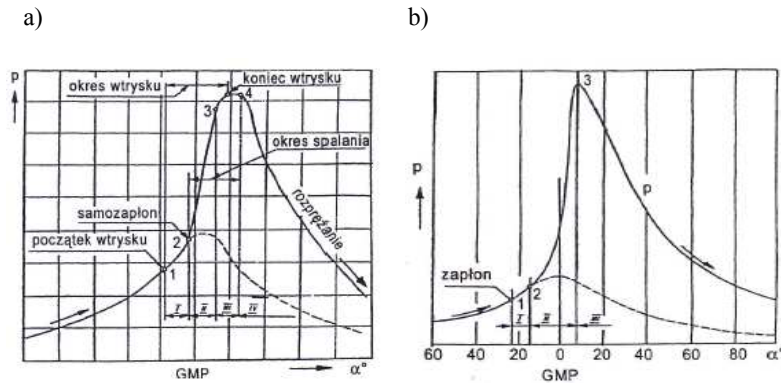 a)
p
okres wtrysku
koniec wtrysku
3
4
okres spalania
samozapłon
2
rozprężanie
początek wtrysku
1
I II III IV
GMP
α°
b)
p
3
p
zapłon
1
2
I II III
60 40 20 0 20 40 60 80 α°
GMP